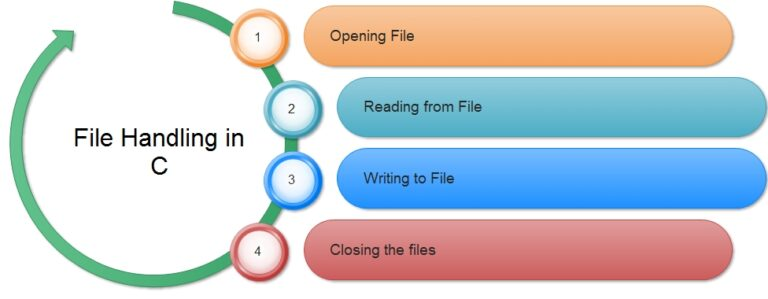 File Handling in
C
1
Opening File
2
Reading from File
3
Writing to File
4
Closing the files